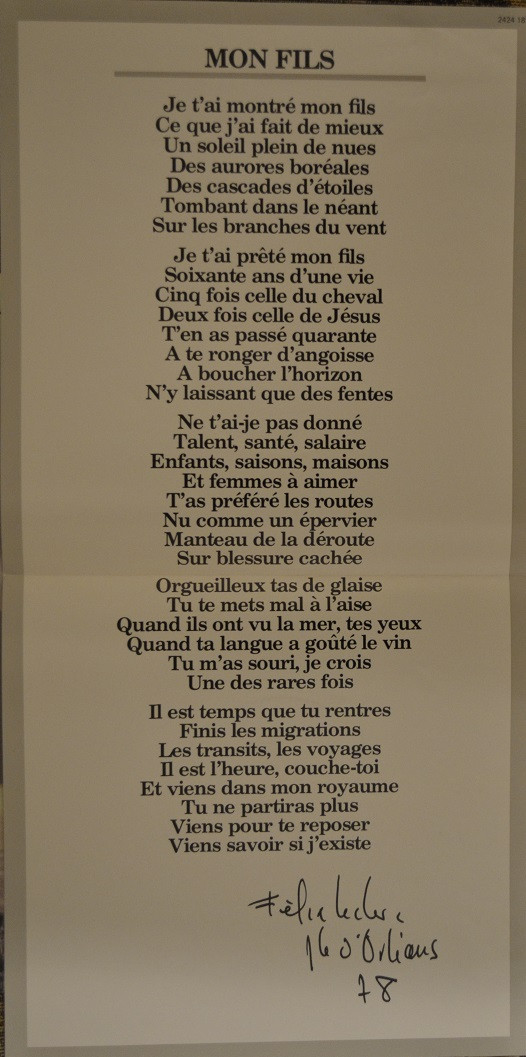 2424 16
MON FILS
Je t'ai montré mon fils
Ce que j'ai fait de mieux
Un soleil plein de nues
Des aurores boréales
Des cascades d'étoiles
Tombant dans le néant
Sur les branches du vent
Je t'ai prêté mon fils
Soixante ans d'une vie
Cinq fois celle du cheval
Deux fois celle de Jésus
T'en as passé quarante
A te ronger d'angoisse
A boucher l'horizon
N'y laissant que des fentes
Ne t'ai-je pas donné
Talent, santé, salaire
Enfants, saisons, maisons
Et femmes à aimer
T'as préféré les routes
Nu comme un épervier
Manteau de la déroute
Sur blessure cachée
Orgueilleux tas de glaise
Tu te mets mal à l'aise
Quand ils ont vu la mer, tes yeux
Quand ta langue a goûté le vin
Tu m'as souri, je crois
Une des rares fois
Il est temps que tu rentres
Finis les migrations
Les transits, les voyages
Il est l'heure, couche-toi
Et viens dans mon royaume
Tu ne partiras plus
Viens pour te reposer
Viens savoir si j'existe
Félix Leclerc
Ile d'Orléans
78